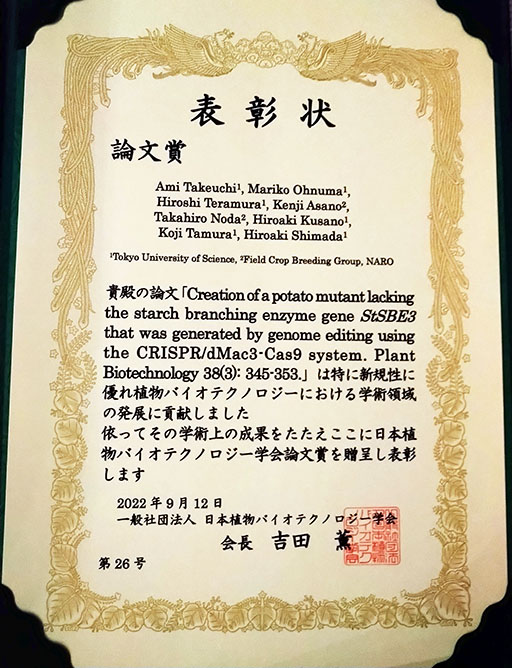 表彰状
論文賞
Ami Takeuchi¹, Mariko Ohnuma¹,
Hiroshi Teramura¹, Kenji Asano²,
Takahiro Noda², Hiroaki Kusano¹,
Koji Tamura¹, Hiroaki Shimada¹
¹Tokyo University of Science, ²Field Crop Breeding Group, NARO
貴殿の論文「Creation of a potato mutant lacking
the starch branching enzyme gene StSBE3
that was generated by genome editing using
the CRISPR/dMac3-Cas9 system. Plant
Biotechnology 38(3): 345-353.」は特に新規性に
優れ植物バイオテクノロジーにおける学術領域
の発展に貢献しました
依ってその学術上の成果をたたえここに日本植
物バイオテクノロジー学会論文賞を贈呈し表彰
します
2022年9月12日
一般社団法人 日本植物バイオテクノロジー学会
会長 吉田 薫
第26号